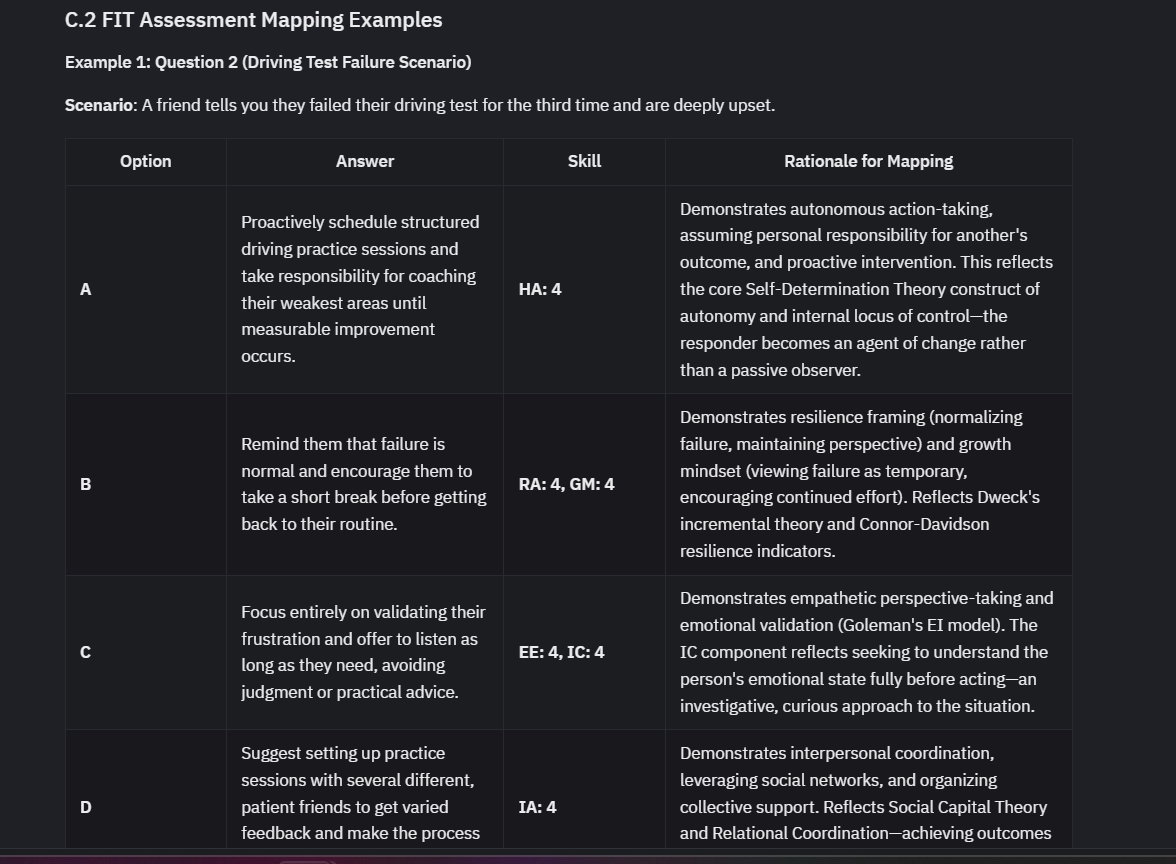 C.2 FIT Assessment Mapping Examples
Example 1: Question 2 (Driving Test Failure Scenario)
Scenario: A friend tells you they failed their driving test for the third time and are deeply upset.
Option
Answer
Skill
Rationale for Mapping
A
Proactively schedule structured
driving practice sessions and
take responsibility for coaching
their weakest areas until
measurable improvement
occurs.
HA: 4
Demonstrates autonomous action-taking,
assuming personal responsibility for another's
outcome, and proactive intervention. This reflects
the core Self-Determination Theory construct of
autonomy and internal locus of control—the
responder becomes an agent of change rather
than a passive observer.
B
Remind them that failure is
normal and encourage them to
take a short break before getting
back to their routine.
RA: 4, GM: 4
Demonstrates resilience framing (normalizing
failure, maintaining perspective) and growth
mindset (viewing failure as temporary,
encouraging continued effort). Reflects Dweck's
incremental theory and Connor-Davidson
resilience indicators.
C
Focus entirely on validating their
frustration and offer to listen as
long as they need, avoiding
judgment or practical advice.
EE: 4, IC: 4
Demonstrates empathetic perspective-taking and
emotional validation (Goleman's EI model). The
IC component reflects seeking to understand the
person's emotional state fully before acting—an
investigative, curious approach to the situation.
D
Suggest setting up practice
sessions with several different,
patient friends to get varied
feedback and make the process
IA: 4
Demonstrates interpersonal coordination,
leveraging social networks, and organizing
collective support. Reflects Social Capital Theory
and Relational Coordination—achieving outcomes